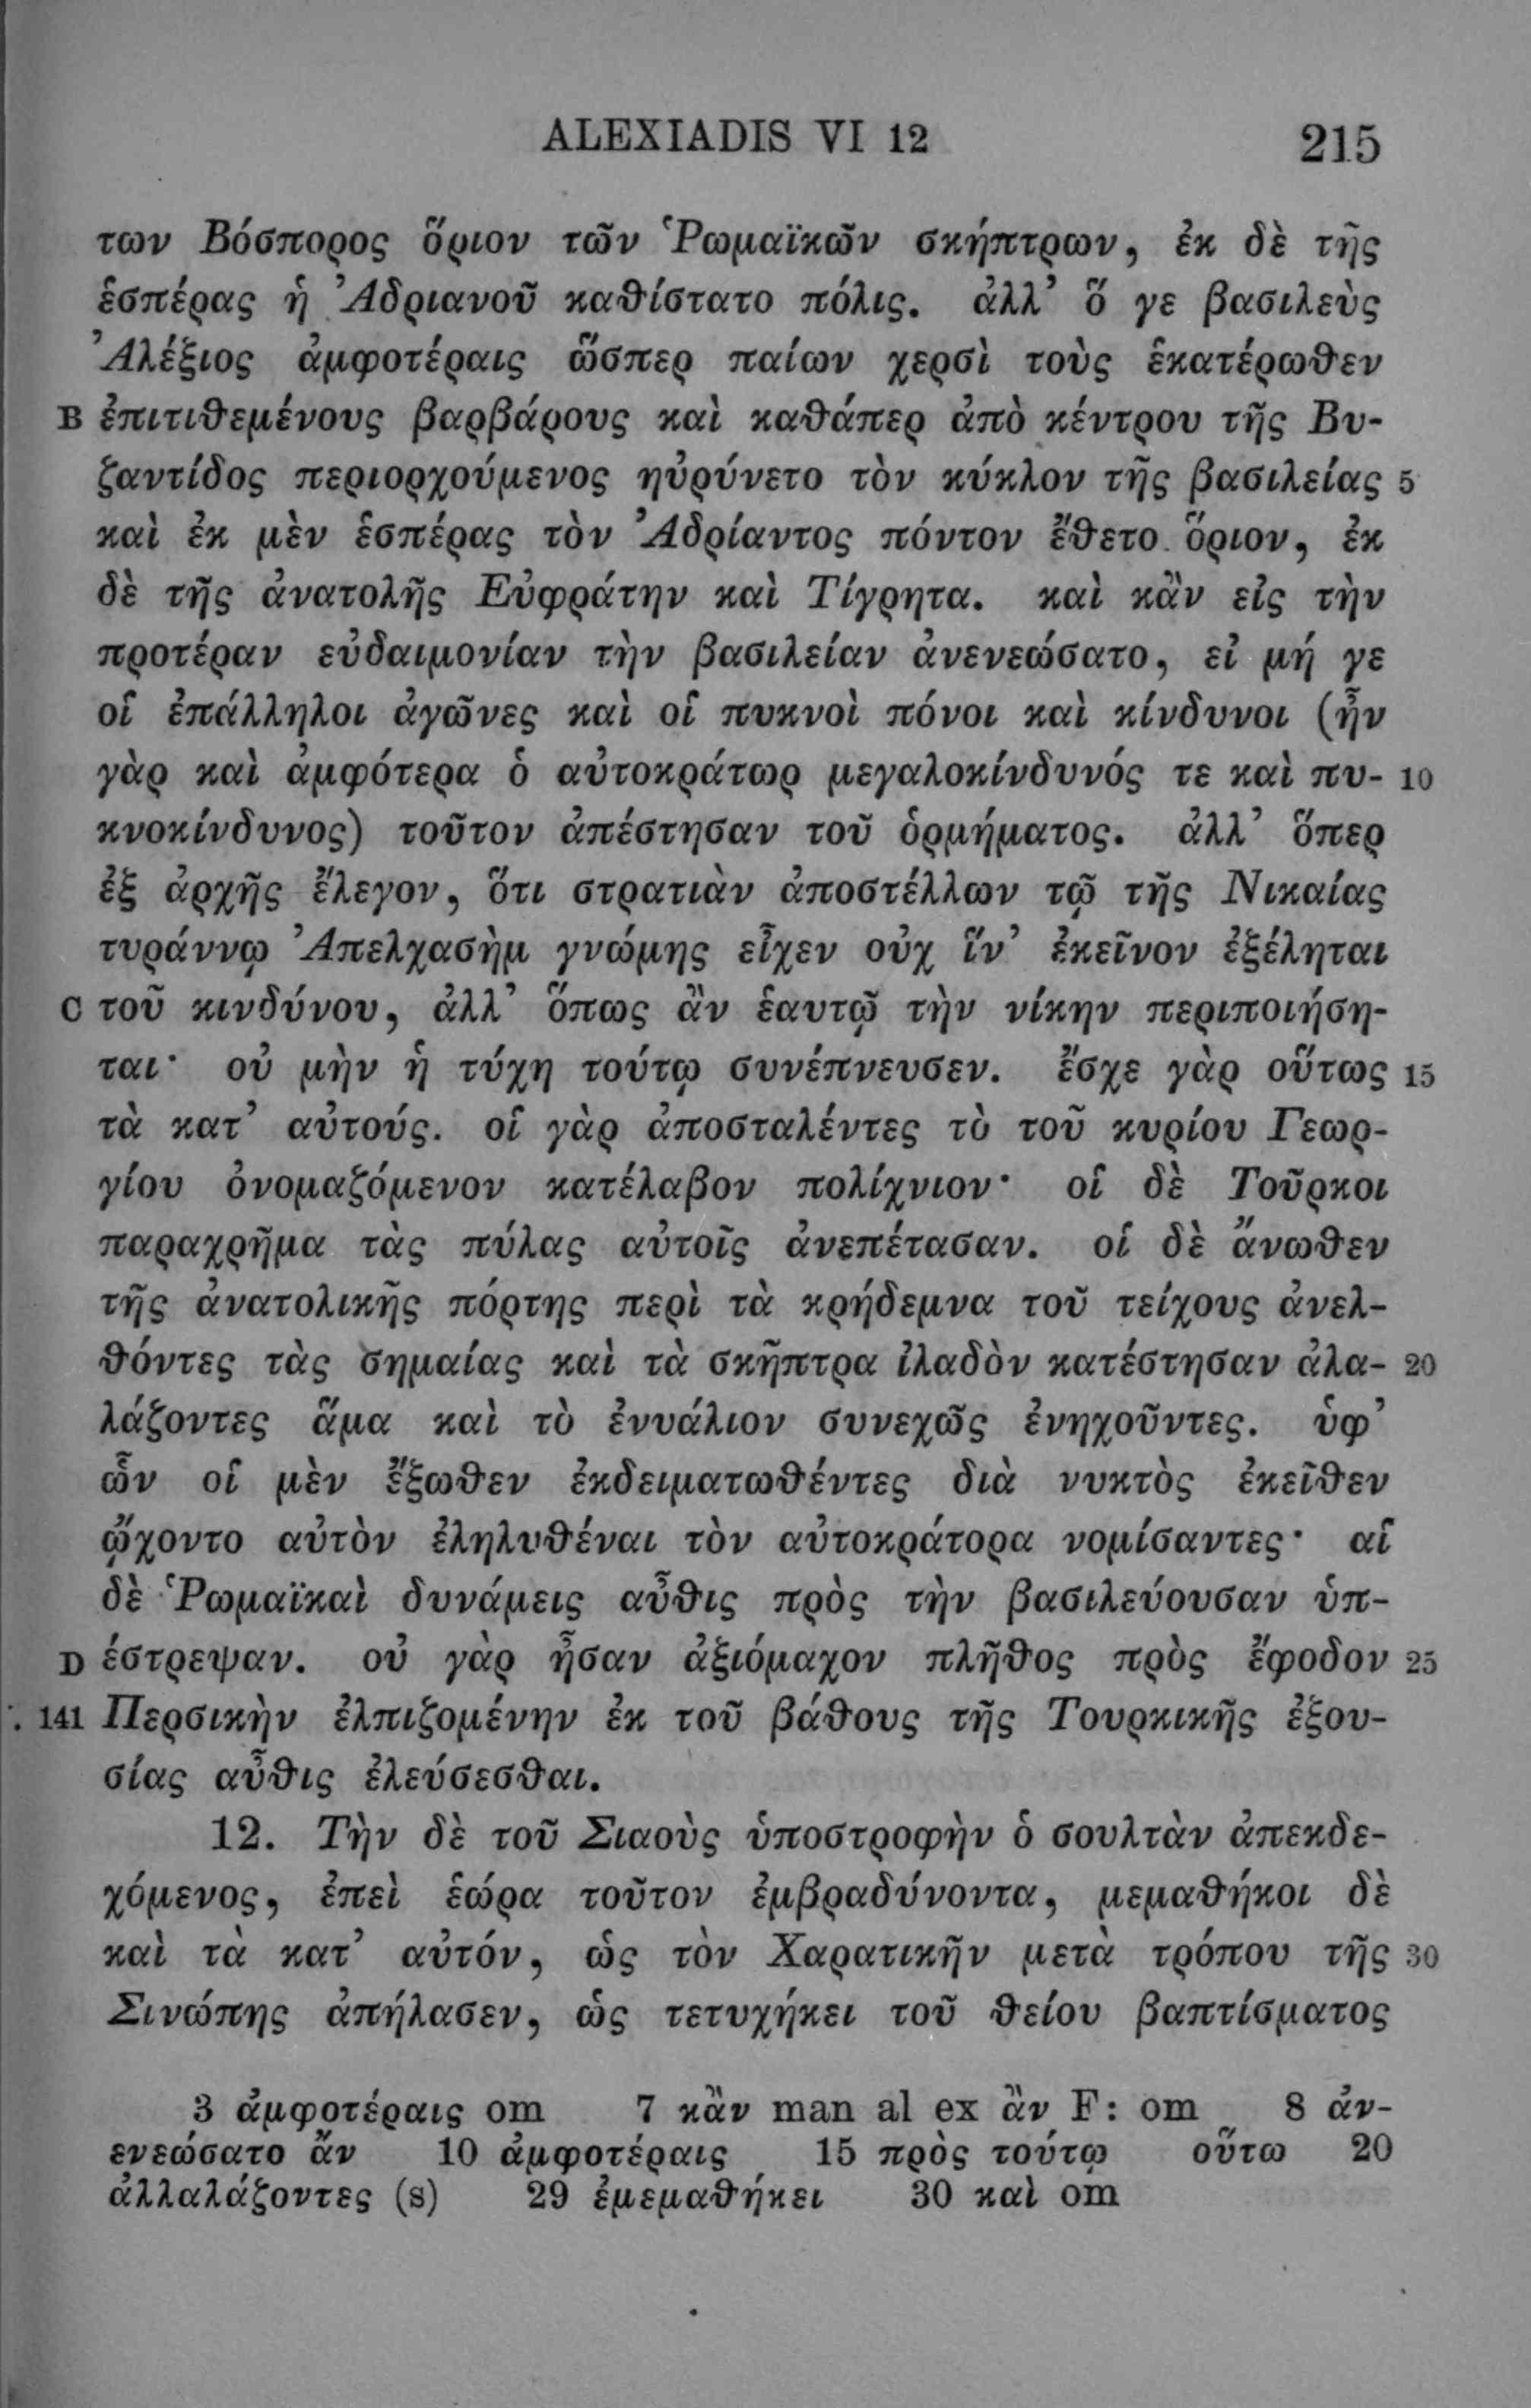 ALEXIADIS VI 12 215
των Βόσπορος ὅριον τῶν Ῥωμαϊκῶν σκήπτρων, ἐκ δὲ τῆς
ἑσπέρας ἡ Ἀδριανοῦ καθίστατο πόλις. ἀλλ’ ὅ γε βασιλεὺς
Ἀλέξιος ἀμφοτέραις ὥσπερ παίων χερσὶ τοὺς ἑκατέρωθεν
B ἐπιτιθεμένους βαρβάρους καὶ καθάπερ ἀπὸ κέντρου τῆς Βυ-
ζαντίδος περιορχούμενος ηὐρύνετο τὸν κύκλον τῆς βασιλείας 5
καὶ ἐκ μὲν ἑσπέρας τὸν Ἀδρίαντος πόντον ἔθετο ὅριον, ἐκ
δὲ τῆς ἀνατολῆς Εὐφράτην καὶ Τίγρητα. καὶ κἂν εἰς τὴν
προτέραν εὐδαιμονίαν τὴν βασιλείαν ἀνενεώσατο, εἰ μή γε
οἱ ἐπάλληλοι ἀγῶνες καὶ οἱ πυκνοὶ πόνοι καὶ κίνδυνοι (ἦν
γὰρ καὶ ἀμφότερα ὁ αὐτοκράτωρ μεγαλοκίνδυνός τε καὶ πυ- 10
κνοκίνδυνος) τοῦτον ἀπέστησαν τοῦ ὁρμήματος. ἀλλ’ ὅπερ
ἐξ ἀρχῆς ἔλεγον, ὅτι στρατιὰν ἀποστέλλων τῷ τῆς Νικαίας
τυράννῳ Ἀπελχασὴμ γνώμης εἶχεν οὐχ ἵν’ ἐκεῖνον ἐξέληται
C τοῦ κινδύνου, ἀλλ’ ὅπως ἂν ἑαυτῷ τὴν νίκην περιποιήση-
ται· οὐ μὴν ἡ τύχη τούτῳ συνέπνευσεν. ἔσχε γὰρ οὕτως 15
τὰ κατ’ αὐτούς. οἱ γὰρ ἀποσταλέντες τὸ τοῦ κυρίου Γεωρ-
γίου ὀνομαζόμενον κατέλαβον πολίχνιον· οἱ δὲ Τοῦρκοι
παραχρῆμα τὰς πύλας αὐτοῖς ἀνεπέτασαν. οἱ δὲ ἄνωθεν
τῆς ἀνατολικῆς πόρτης περὶ τὰ κρήδεμνα τοῦ τείχους ἀνελ-
θόντες τὰς σημαίας καὶ τὰ σκῆπτρα ἰλαδὸν κατέστησαν ἀλα- 20
λάζοντες ἅμα καὶ τὸ ἐνυάλιον συνεχῶς ἐνηχοῦντες. ὑφ’
ὧν οἱ μὲν ἔξωθεν ἐκδειματωθέντες διὰ νυκτὸς ἐκεῖθεν
ᾤχοντο αὐτὸν ἐληλυθέναι τὸν αὐτοκράτορα νομίσαντες· αἱ
δὲ Ῥωμαϊκαὶ δυνάμεις αὖθις πρὸς τὴν βασιλεύουσαν ὑπ-
D έστρεψαν. οὐ γὰρ ἦσαν ἀξιόμαχον πλῆθος πρὸς ἔφοδον 25
141 Περσικὴν ἐλπιζομένην ἐκ τοῦ βάθους τῆς Τουρκικῆς ἐξου-
σίας αὖθις ἐλεύσεσθαι.
12. Τὴν δὲ τοῦ Σιαοὺς ὑποστροφὴν ὁ σουλτὰν ἀπεκδε-
χόμενος, ἐπεὶ ἑώρα τοῦτον ἐμβραδύνοντα, μεμαθήκοι δὲ
καὶ τὰ κατ’ αὐτόν, ὡς τὸν Χαρατικῆν μετὰ τρόπου τῆς 30
Σινώπης ἀπήλασεν, ὡς τετυχήκει τοῦ θείου βαπτίσματος
3 ἀμφοτέραις om 7 κἂν man al ex ἂν F: om 8 ἀν-
ενεώσατο ἄν 10 ἀμφοτέραις 15 πρὸς τούτῳ οὕτω 20
ἀλλαλάζοντες (s) 29 ἐμεμαθήκει 30 καὶ om